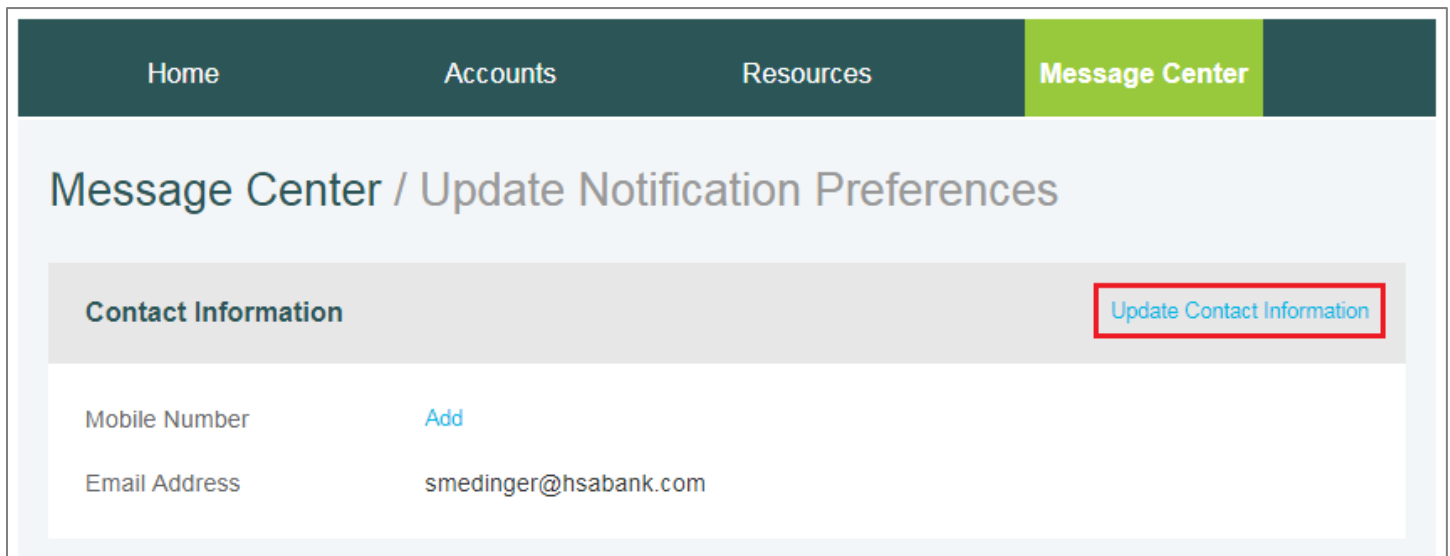 Home Accounts Resources Message Center
Message Center / Update Notification Preferences
Contact Information Update Contact Information
Mobile Number Add
Email Address smedinger@hsabank.com